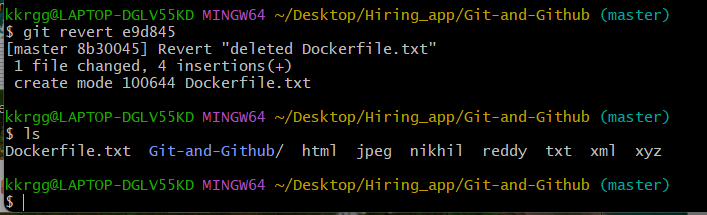 kkrgg@LAPTOP-DGLV55KD MINGW64 ~/Desktop/Hiring_app/Git-and-Github (master)
$ git revert e9d845
[master 8b30045] Revert "deleted Dockerfile.txt"
 1 file changed, 4 insertions(+)
 create mode 100644 Dockerfile.txt
kkrgg@LAPTOP-DGLV55KD MINGW64 ~/Desktop/Hiring_app/Git-and-Github (master)
$ ls
Dockerfile.txt  Git-and-Github/  html  jpeg  nikhil  reddy  txt  xml  xyz
kkrgg@LAPTOP-DGLV55KD MINGW64 ~/Desktop/Hiring_app/Git-and-Github (master)
$